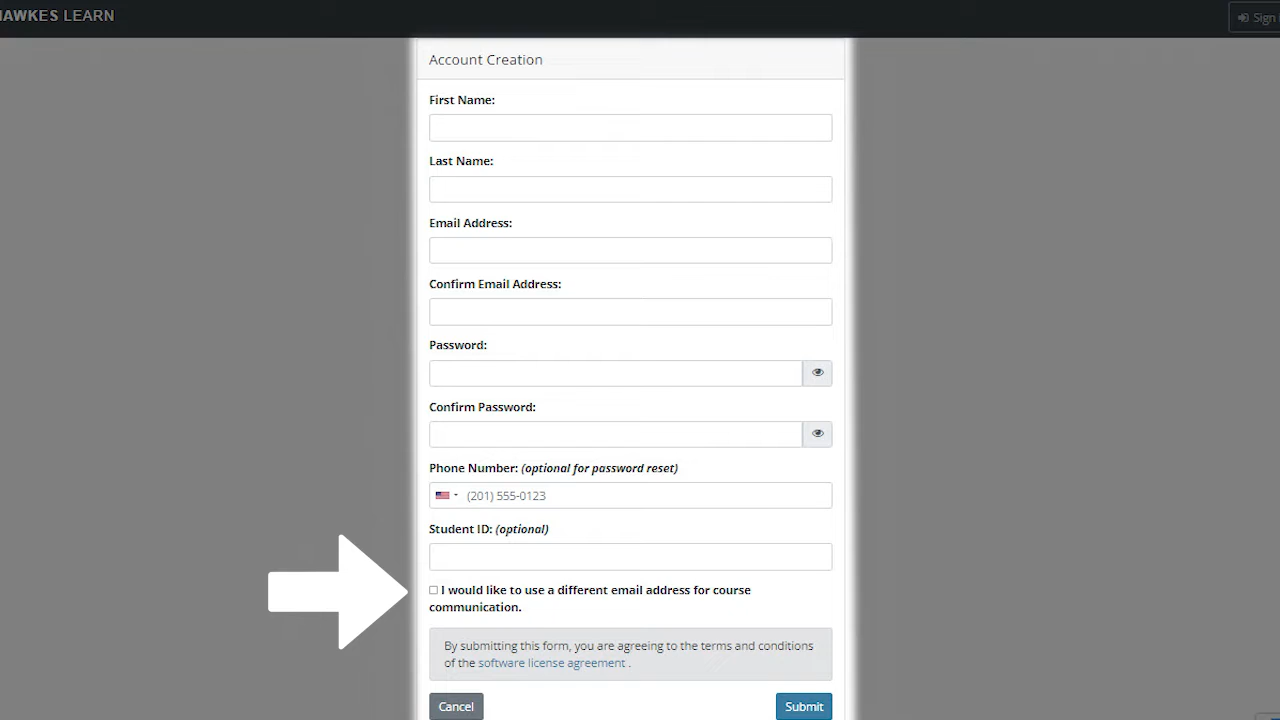 HAWKES LEARN
Sign
Account Creation
First Name:
Last Name:
Email Address:
Confirm Email Address:
Password:
Confirm Password:
Phone Number: (optional for password reset)
(201) 555-0123
Student ID: (optional)
I would like to use a different email address for course
communication.
By submitting this form, you are agreeing to the terms and conditions
of the software license agreement .
Cancel
Submit